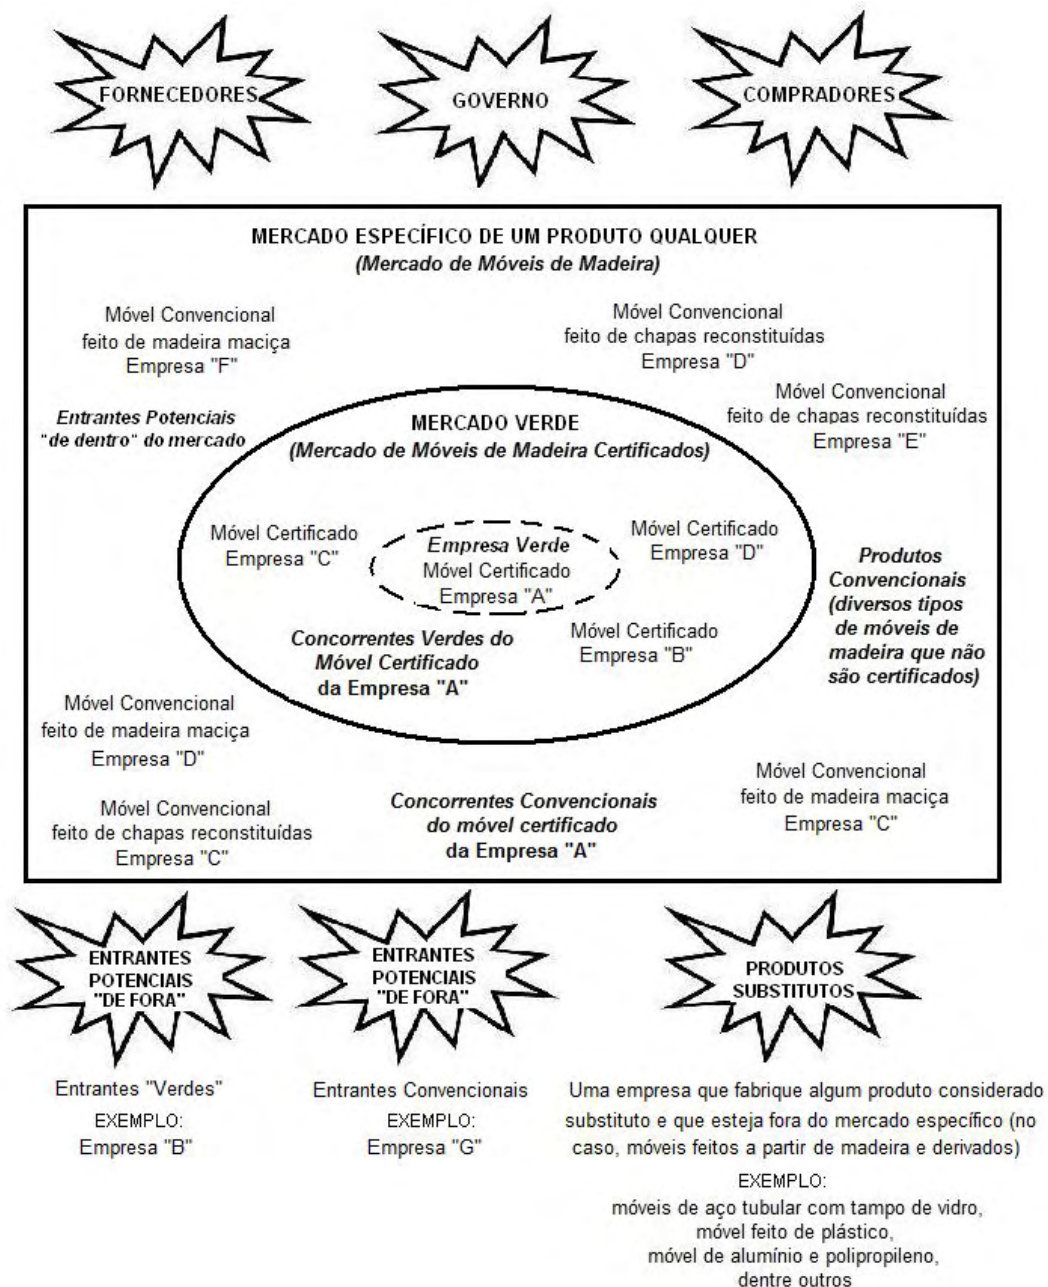 FORNECEDORES
GOVERNO
COMPRADORES
MERCADO ESPECÍFICO DE UM PRODUTO QUALQUER
(Mercado de Móveis de Madeira)
Móvel Convencional
feito de madeira maciça
Empresa "F"
Móvel Convencional
feito de chapas reconstituídas
Empresa "D"
Móvel Convencional
feito de chapas reconstituídas
Empresa "E"
Entrantes Potenciais
"de dentro" do mercado
MERCADO VERDE
(Mercado de Móveis de Madeira Certificados)
Móvel Certificado
Empresa "C"
Empresa Verde
Móvel Certificado
Empresa "A"
Móvel Certificado
Empresa "D"
Produtos
Convencionais
(diversos tipos
de móveis de
madeira que não
são certificados)
Concorrentes Verdes do
Móvel Certificado
da Empresa "A"
Móvel Certificado
Empresa "B"
Móvel Convencional
feito de madeira maciça
Empresa "D"
Móvel Convencional
feito de chapas reconstituídas
Empresa "C"
Concorrentes Convencionais
do móvel certificado
da Empresa "A"
Móvel Convencional
feito de madeira maciça
Empresa "C"
ENTRANTES
POTENCIAIS
"DE FORA"
Entrantes "Verdes"
EXEMPLO:
Empresa "B"
ENTRANTES
POTENCIAIS
"DE FORA"
Entrantes Convencionais
EXEMPLO:
Empresa "G"
PRODUTOS
SUBSTITUTOS
Uma empresa que fabrique algum produto considerado
substituto e que esteja fora do mercado específico (no
caso, móveis feitos a partir de madeira e derivados)
EXEMPLO:
móveis de aço tubular com tampo de vidro,
móvel feito de plástico,
móvel de alumínio e polipropileno,
dentre outros